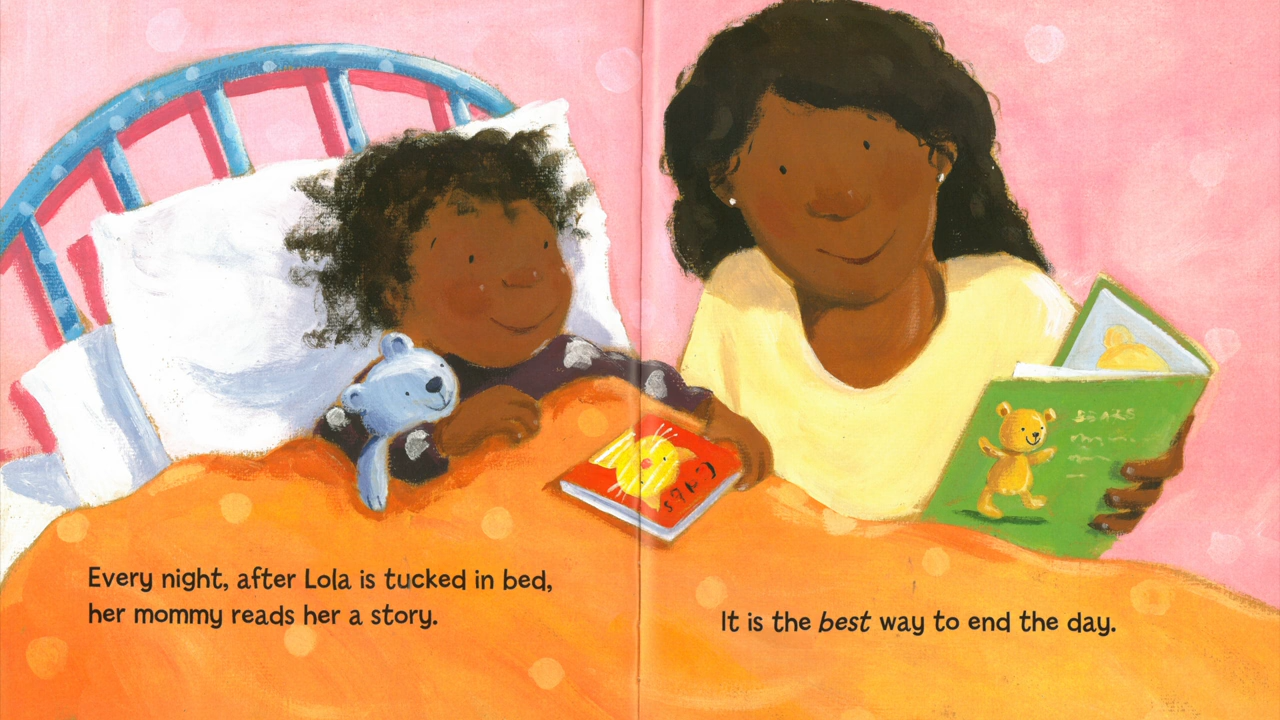 Every night, after Lola is tucked in bed,
her mommy reads her a story.
It is the best way to end the day.
BEARS
CATS